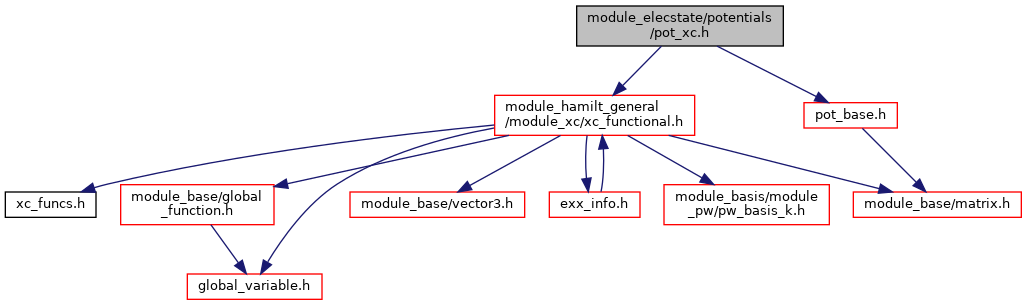 module_elecstate/potentials
/pot_xc.h
module_hamilt_general
/module_xc/xc_functional.h
pot_base.h
xc_funcs.h
module_base/global
_function.h
module_base/vector3.h
exx_info.h
module_basis/module
_pw/pw_basis_k.h
module_base/matrix.h
global_variable.h